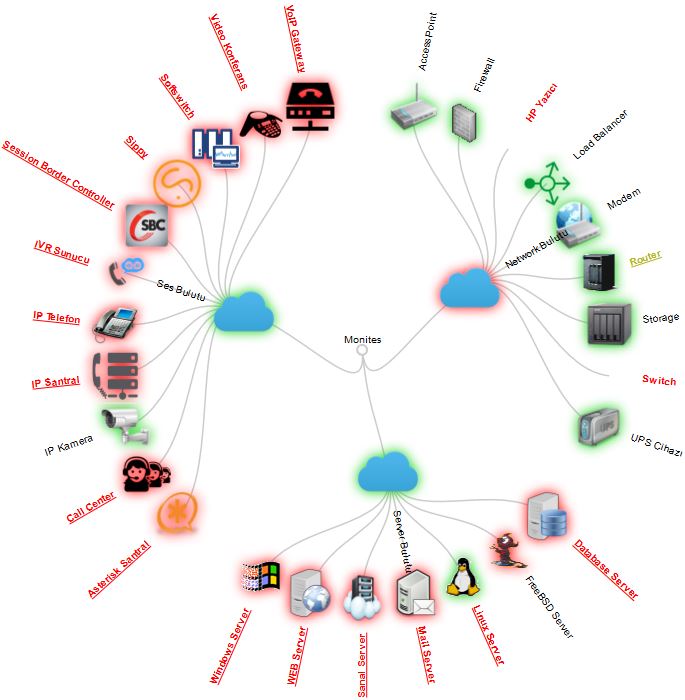 VoIP Gateway
Video Konferans
Softswitch
Sippy
Session Border Controller
SBC
IVR Sunucu
Ses Bulutu
IP Telefon
IP Santral
IP Kamera
Call Center
Asterisk Santral
Monites
AccessPoint
Firewall
HP Yazıcı
Load Balancer
Modem
Network Bulutu
Router
Storage
Switch
UPS
UPS Cihazı
Server Bulutu
Windows Server
WEB Server
Sanal Server
Mail Server
Linux Server
FreeBSD Server
Database Server